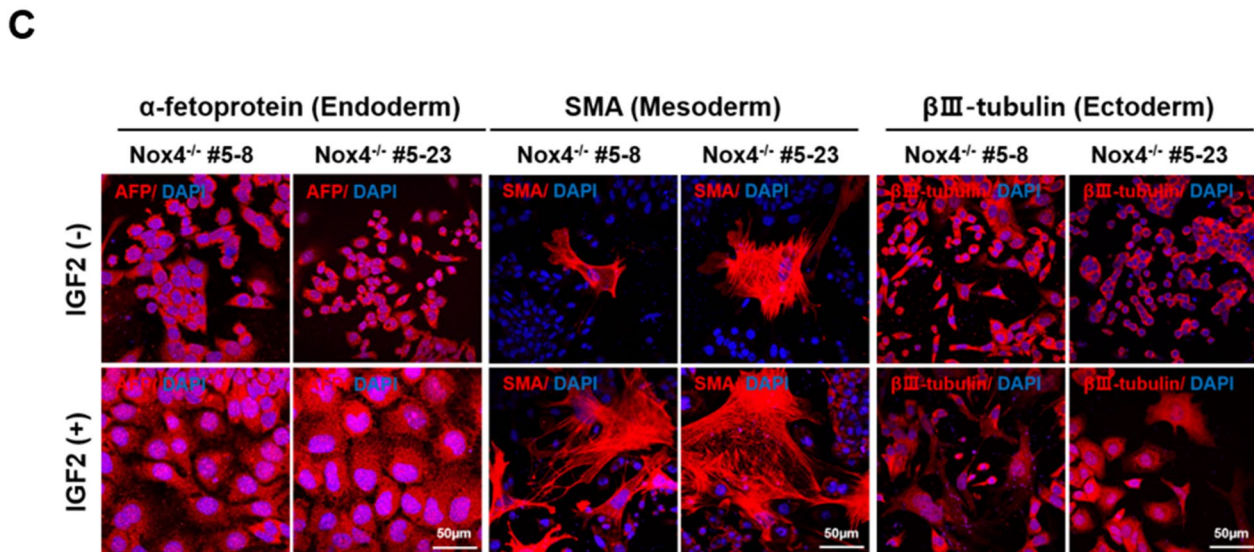 C
α-fetoprotein (Endoderm) SMA (Mesoderm) βⅢ-tubulin (Ectoderm)
Nox4-/- #5-8 Nox4-/- #5-23 Nox4-/- #5-8 Nox4-/- #5-23 Nox4-/- #5-8 Nox4-/- #5-23
IGF2 (-)
AFP/ DAPI AFP/ DAPI SMA/ DAPI SMA/ DAPI βⅢ-tubulin/ DAPI βⅢ-tubulin/ DAPI
IGF2 (+)
AFP/ DAPI AFP/ DAPI SMA/ DAPI SMA/ DAPI βⅢ-tubulin/ DAPI βⅢ-tubulin/ DAPI
50μm 50μm 50μm